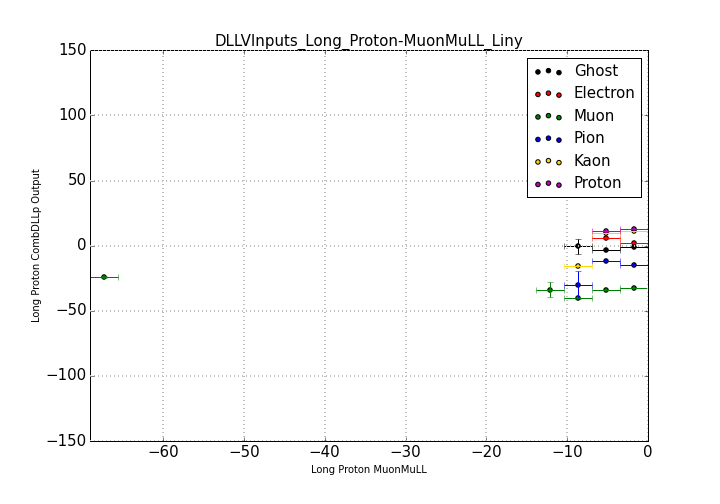 DLLVInputs_Long_Proton-MuonMuLL_Liny
150
100
50
0
−50
−100
−150
Long Proton CombDLLp Output
Ghost
Electron
Muon
Pion
Kaon
Proton
−60 −50 −40 −30 −20 −10 0
Long Proton MuonMuLL